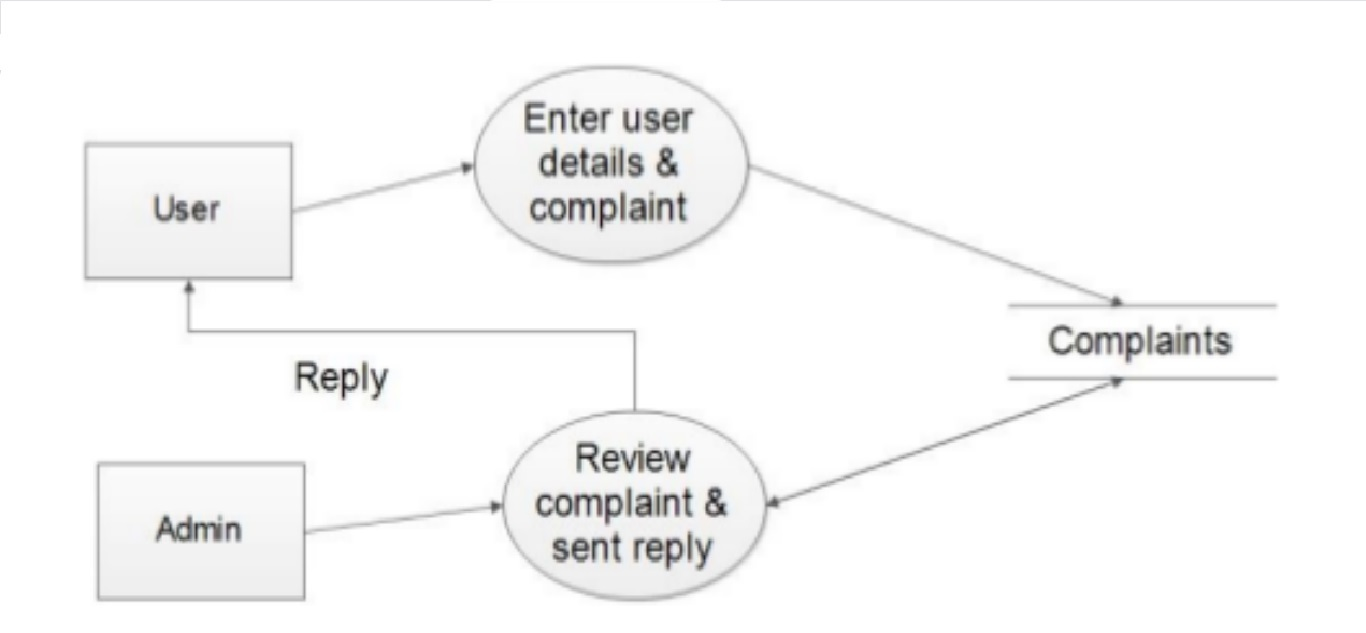 Enter user
details &
complaint
User
Complaints
Reply
Review
complaint &
sent reply
Admin